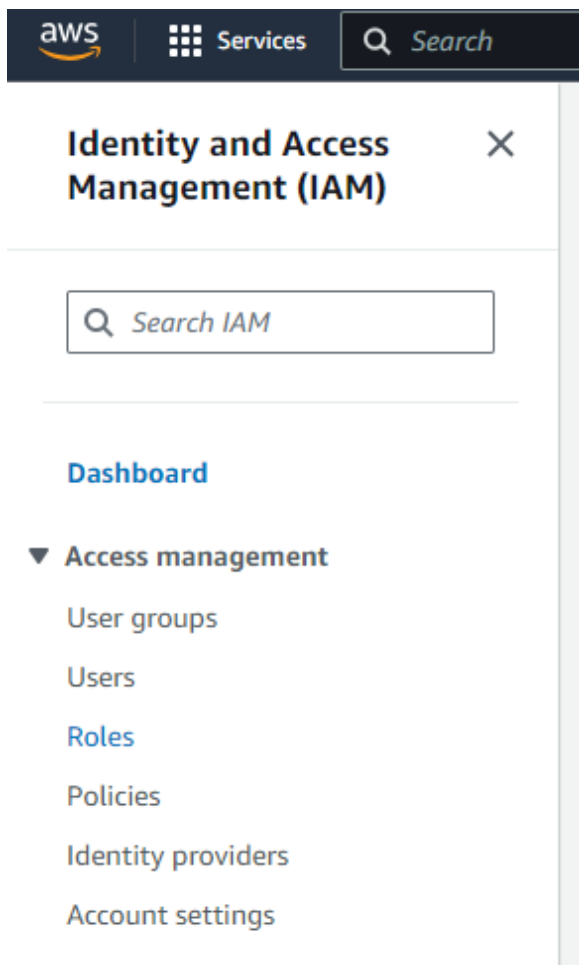 aws
Services
Search
Identity and Access
Management (IAM)
Search IAM
Dashboard
Access management
User groups
Users
Roles
Policies
Identity providers
Account settings